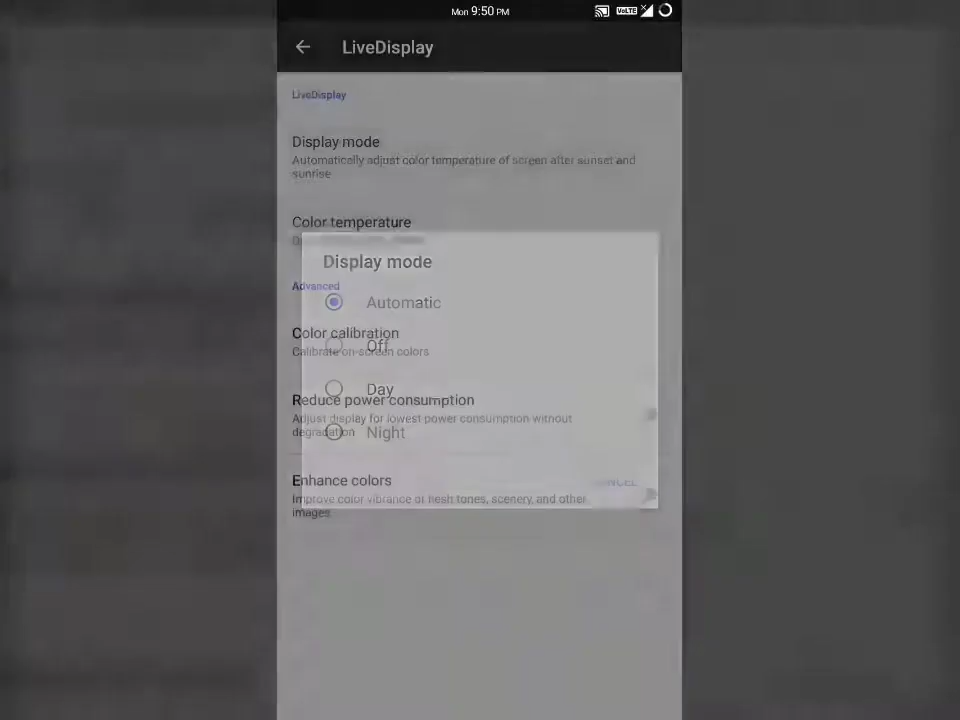 Mon 9:50 PM
VoLTE
LiveDisplay
LiveDisplay
Display mode
Automatically adjust color temperature of screen after sunset and
sunrise
Color temperature
Display mode
Advanced
Automatic
Color calibration
Off
Calibrate on-screen colors
Day
Reduce power consumption
Adjust display for lowest power consumption without
degradation
Night
Enhance colors
CANCEL
Improve color vibrance of flesh tones, scenery, and other
images